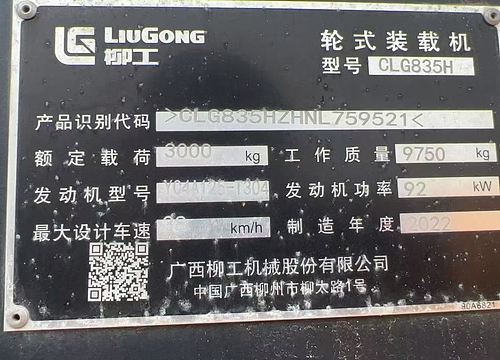 LIUGONG 柳工
轮式装载机
型号 CLG835H
产品识别代码 >CLG835HZHNL759521<
额定载荷 3000 kg 工作质量 9750 kg
发动机型号 发动机功率 92 kW
最大设计车速 km/h 制造年度 2022
广西柳工机械股份有限公司
中国广西柳州市柳太路1号
90A6821